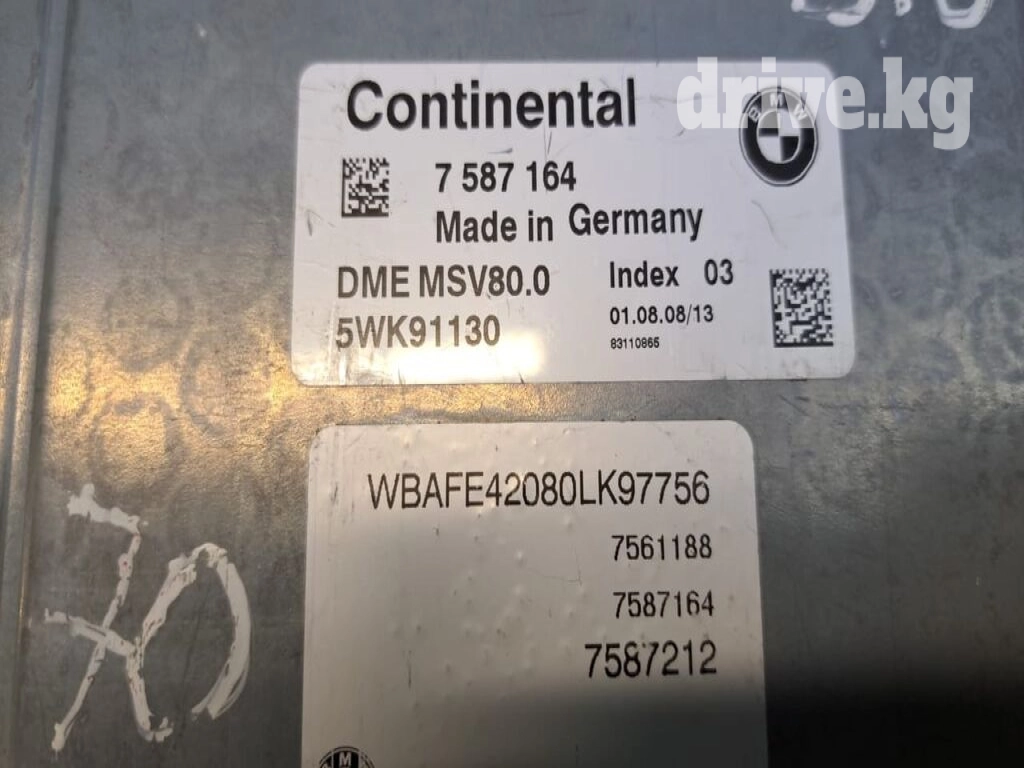 drive.kg
Continental
BMW
7 587 164
Made in Germany
DME MSV80.0
Index 03
5WK91130
01.08.08/13
83110865
WBAFE42080LK97756
7561188
7587164
7587212
70
M